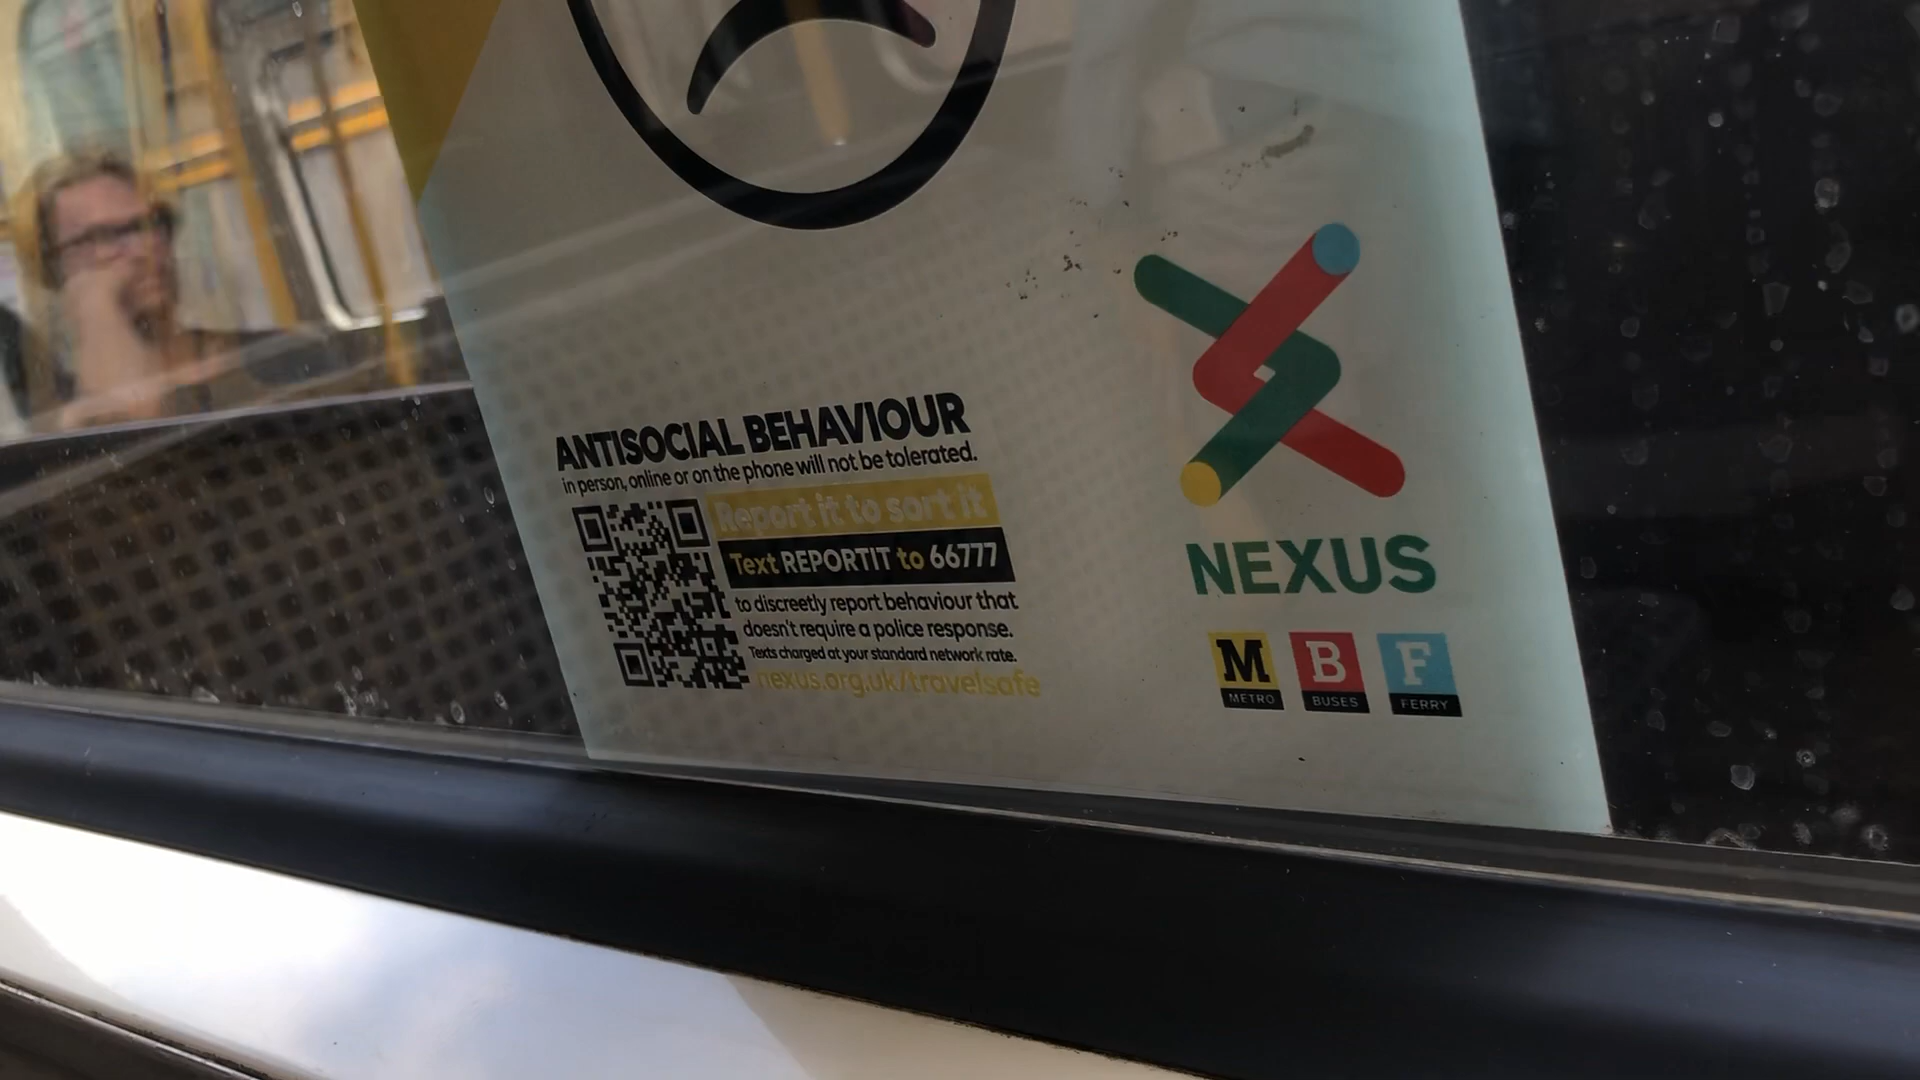 ANTISOCIAL BEHAVIOUR
in person, online or on the phone will not be tolerated.
Report it to sort it
Text REPORTIT to 66777
to discreetly report behaviour that
doesn't require a police response.
Texts charged at your standard network rate.
nexus.org.uk/travelsafe
NEXUS
M B F
METRO BUSES FERRY